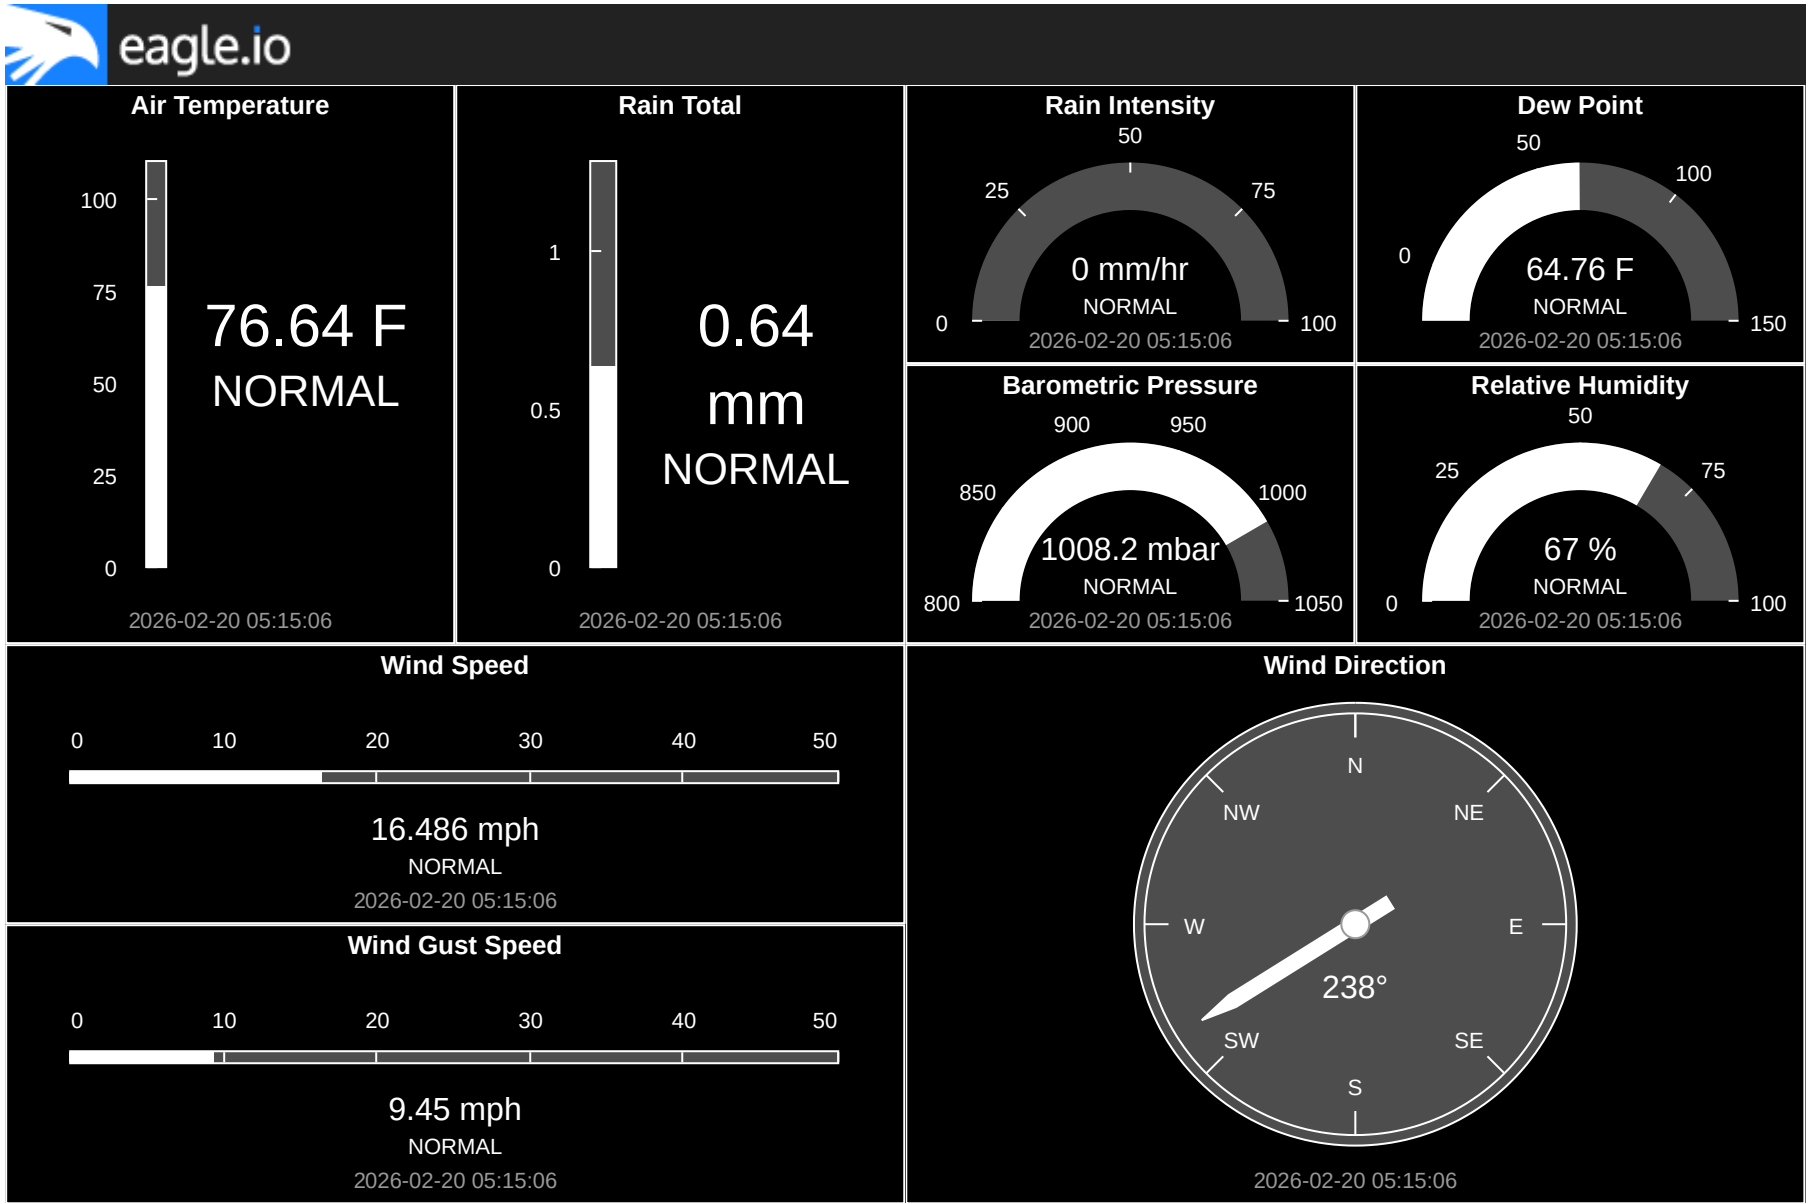 eagle.io
Air Temperature
100
75
50
25
0
76.64 F
NORMAL
2026-02-20 05:15:06
Rain Total
1
0.5
0
0.64
mm
NORMAL
2026-02-20 05:15:06
Rain Intensity
50
25
75
0
100
0 mm/hr
NORMAL
2026-02-20 05:15:06
Dew Point
50
100
0
150
64.76 F
NORMAL
2026-02-20 05:15:06
Barometric Pressure
900 950
850 1000
800 1050
1008.2 mbar
NORMAL
2026-02-20 05:15:06
Relative Humidity
50
25 75
0 100
67 %
NORMAL
2026-02-20 05:15:06
Wind Speed
0 10 20 30 40 50
16.486 mph
NORMAL
2026-02-20 05:15:06
Wind Gust Speed
0 10 20 30 40 50
9.45 mph
NORMAL
2026-02-20 05:15:06
Wind Direction
N
NW NE
W E
238°
SW SE
S
2026-02-20 05:15:06